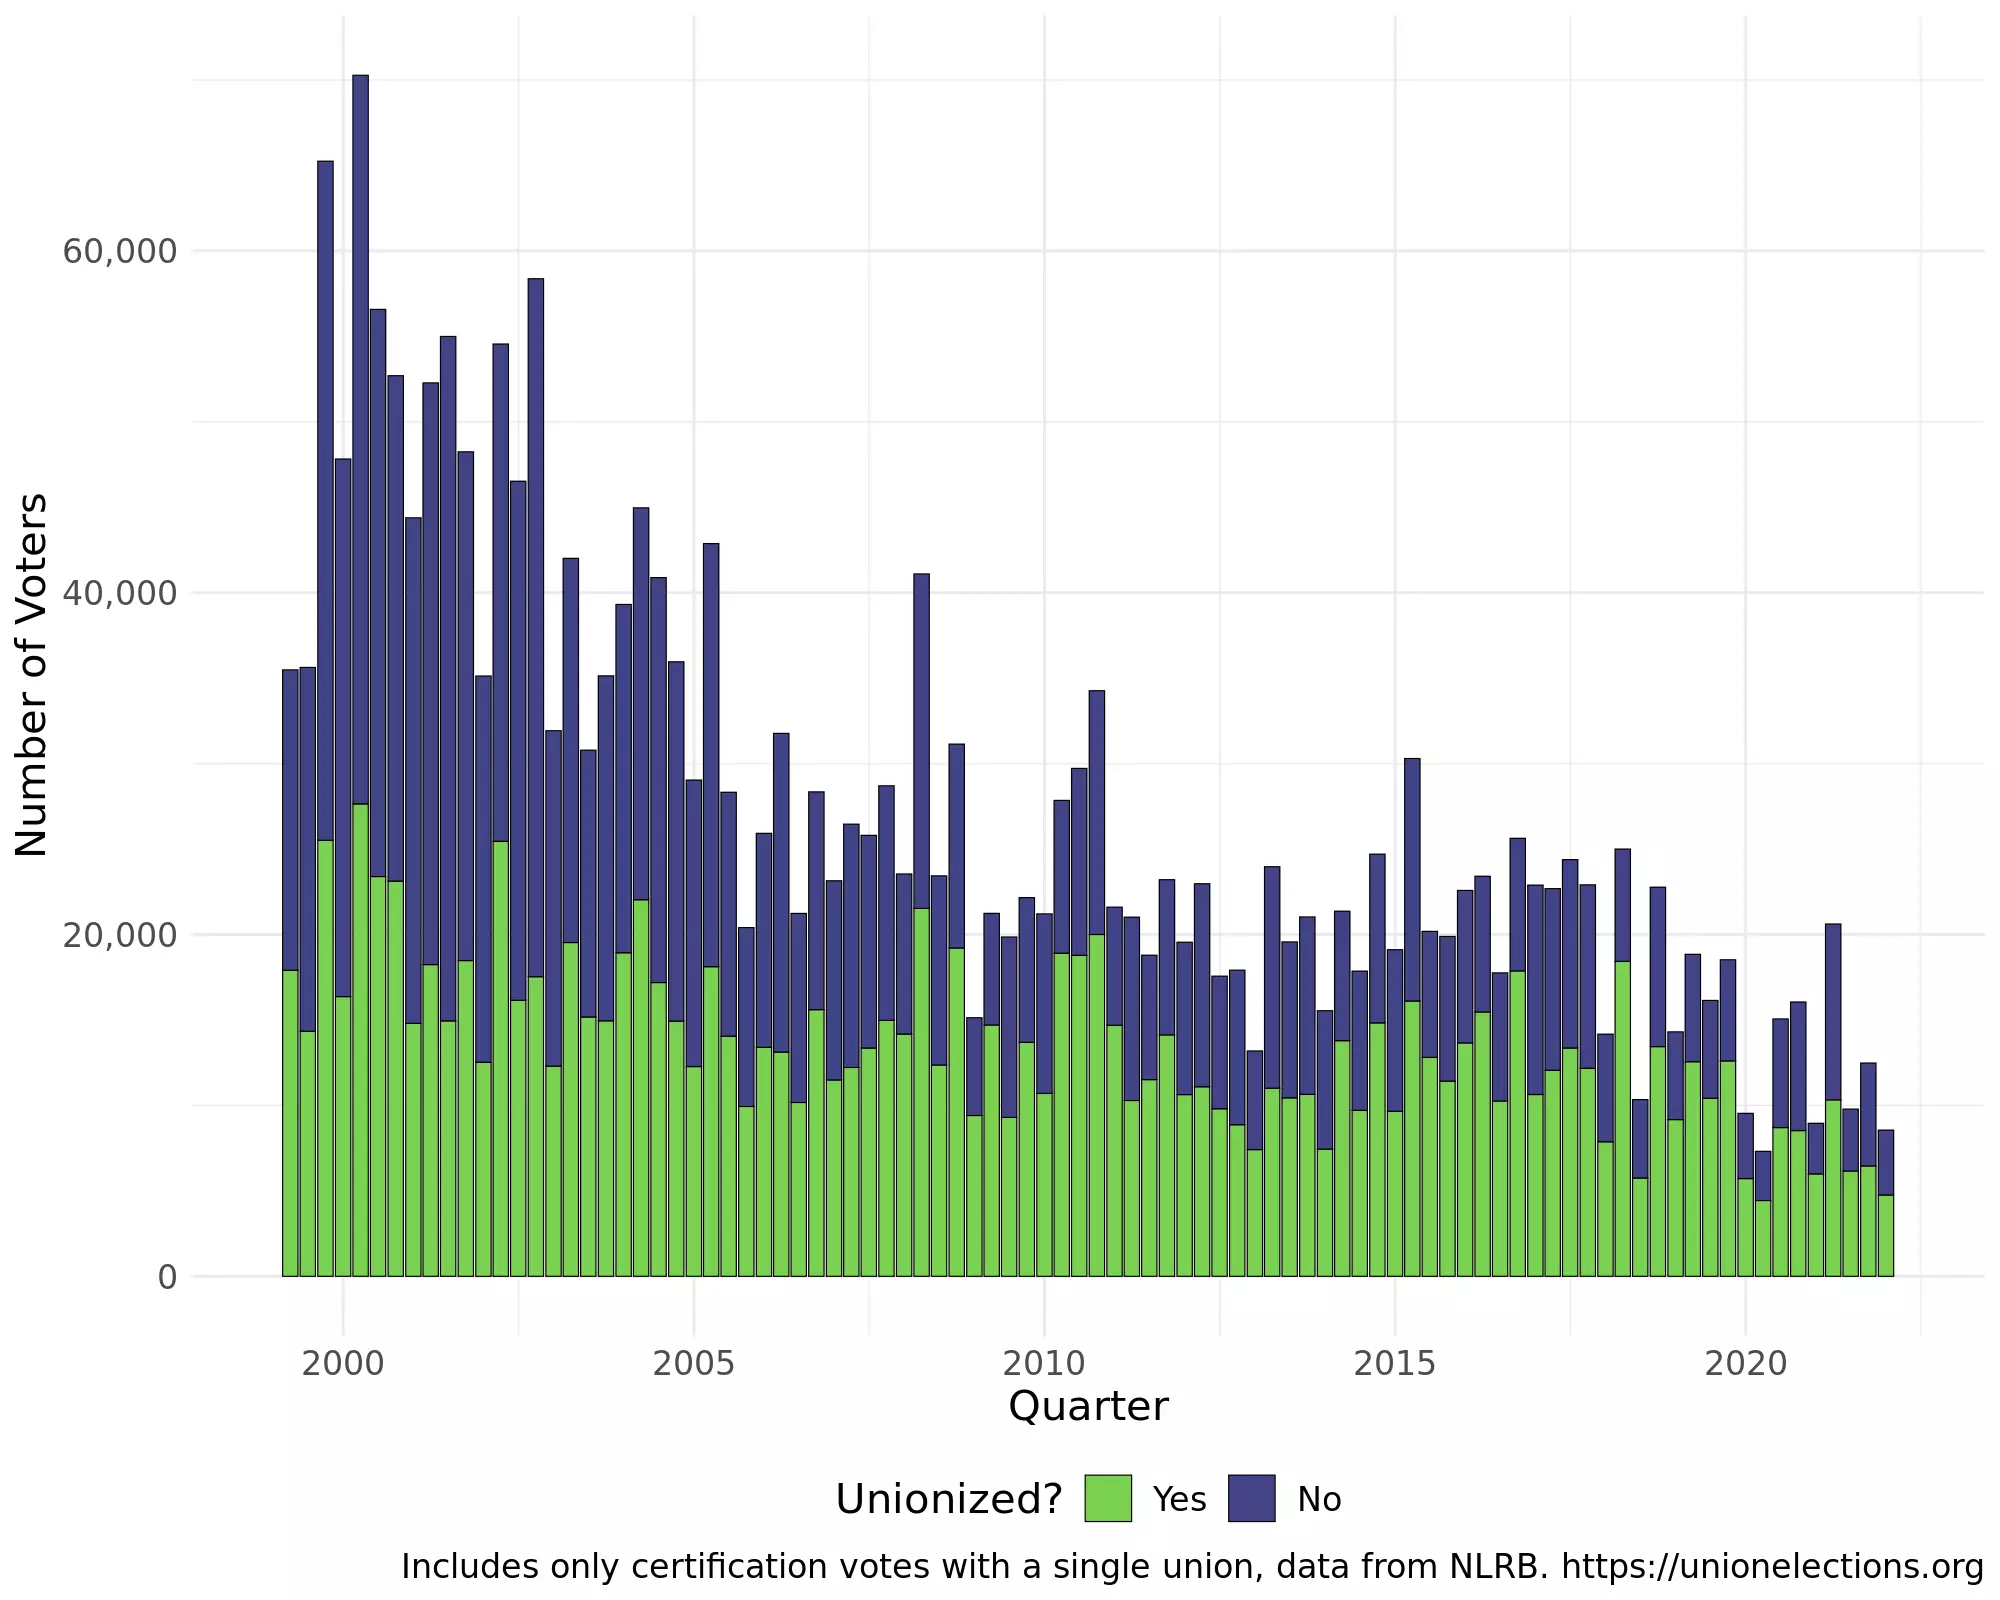 60,000
40,000
20,000
0
Number of Voters
2000 2005 2010 2015 2020
Quarter
Unionized? Yes No
Includes only certification votes with a single union, data from NLRB. https://unionelections.org